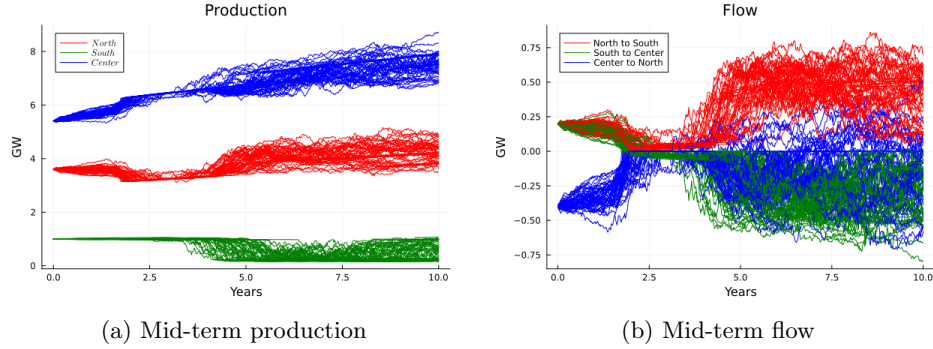 Production
North
South
Center
GW
8
6
4
2
0
0.0 2.5 5.0 7.5 10.0
Years
(a) Mid-term production
Flow
North to South
South to Center
Center to North
GW
0.75
0.50
0.25
0.00
−0.25
−0.50
−0.75
0.0 2.5 5.0 7.5 10.0
Years
(b) Mid-term flow